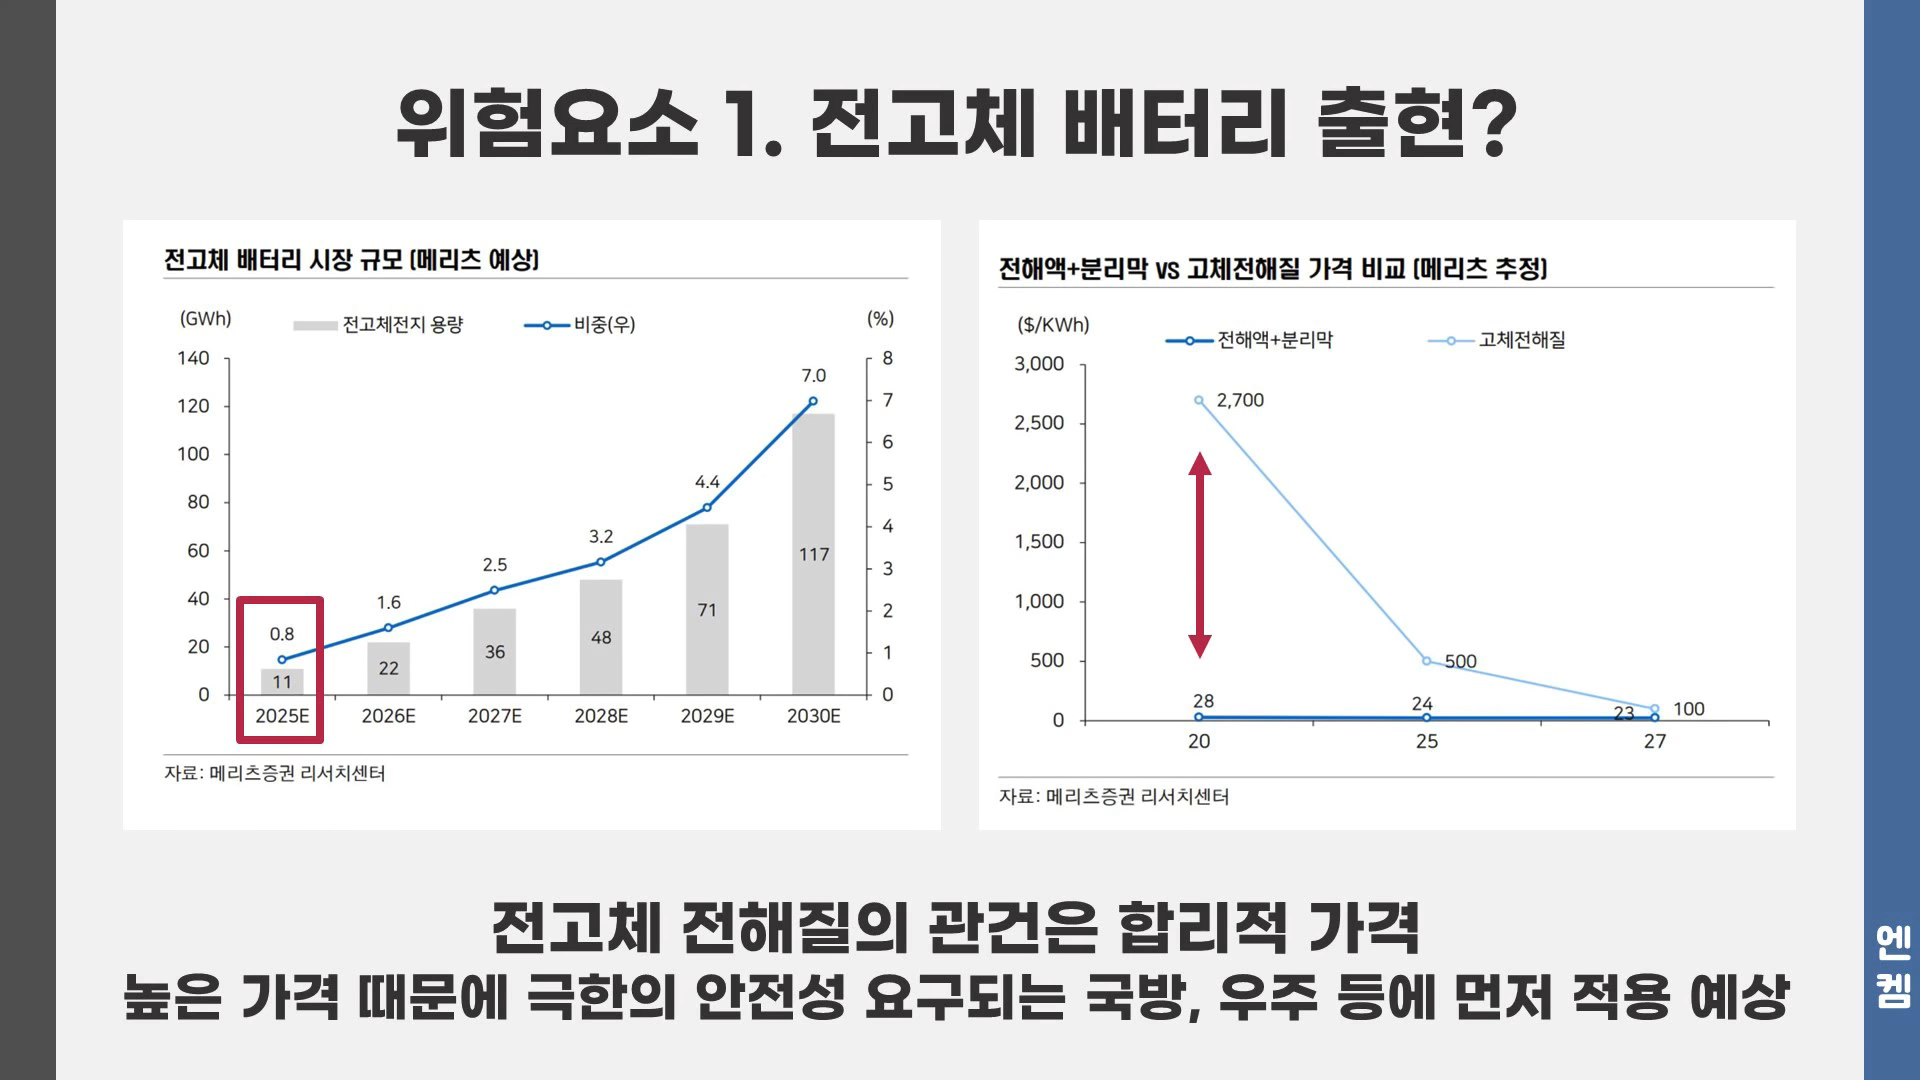 위험요소 1. 전고체 배터리 출현?
전고체 배터리 시장 규모 (메리츠 예상)
(GWh)
전고체전지 용량
비중(우)
(%)
140
120
100
80
60
40
20
0
8
7
6
5
4
3
2
1
0
0.8
1.6
2.5
3.2
4.4
7.0
11
22
36
48
71
117
2025E
2026E
2027E
2028E
2029E
2030E
자료: 메리츠증권 리서치센터
전해액+분리막 vs 고체전해질 가격 비교 (메리츠 추정)
($/KWh)
전해액+분리막
고체전해질
3,000
2,500
2,000
1,500
1,000
500
0
2,700
500
100
28
24
23
20
25
27
자료: 메리츠증권 리서치센터
전고체 전해질의 관건은 합리적 가격
높은 가격 때문에 극한의 안전성 요구되는 국방, 우주 등에 먼저 적용 예상
엔켐